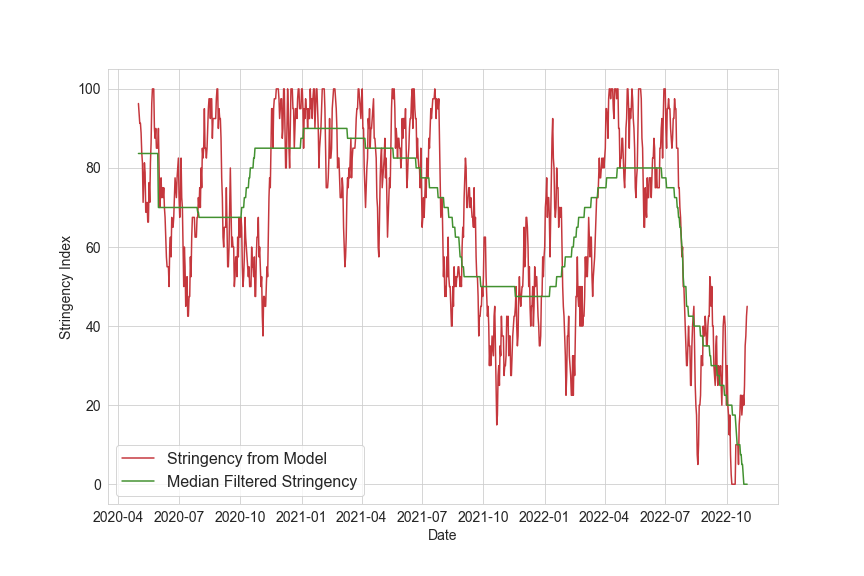 100
80
60
40
20
0
Stringency Index
Stringency from Model
Median Filtered Stringency
2020-04 2020-07 2020-10 2021-01 2021-04 2021-07 2021-10 2022-01 2022-04 2022-07 2022-10
Date